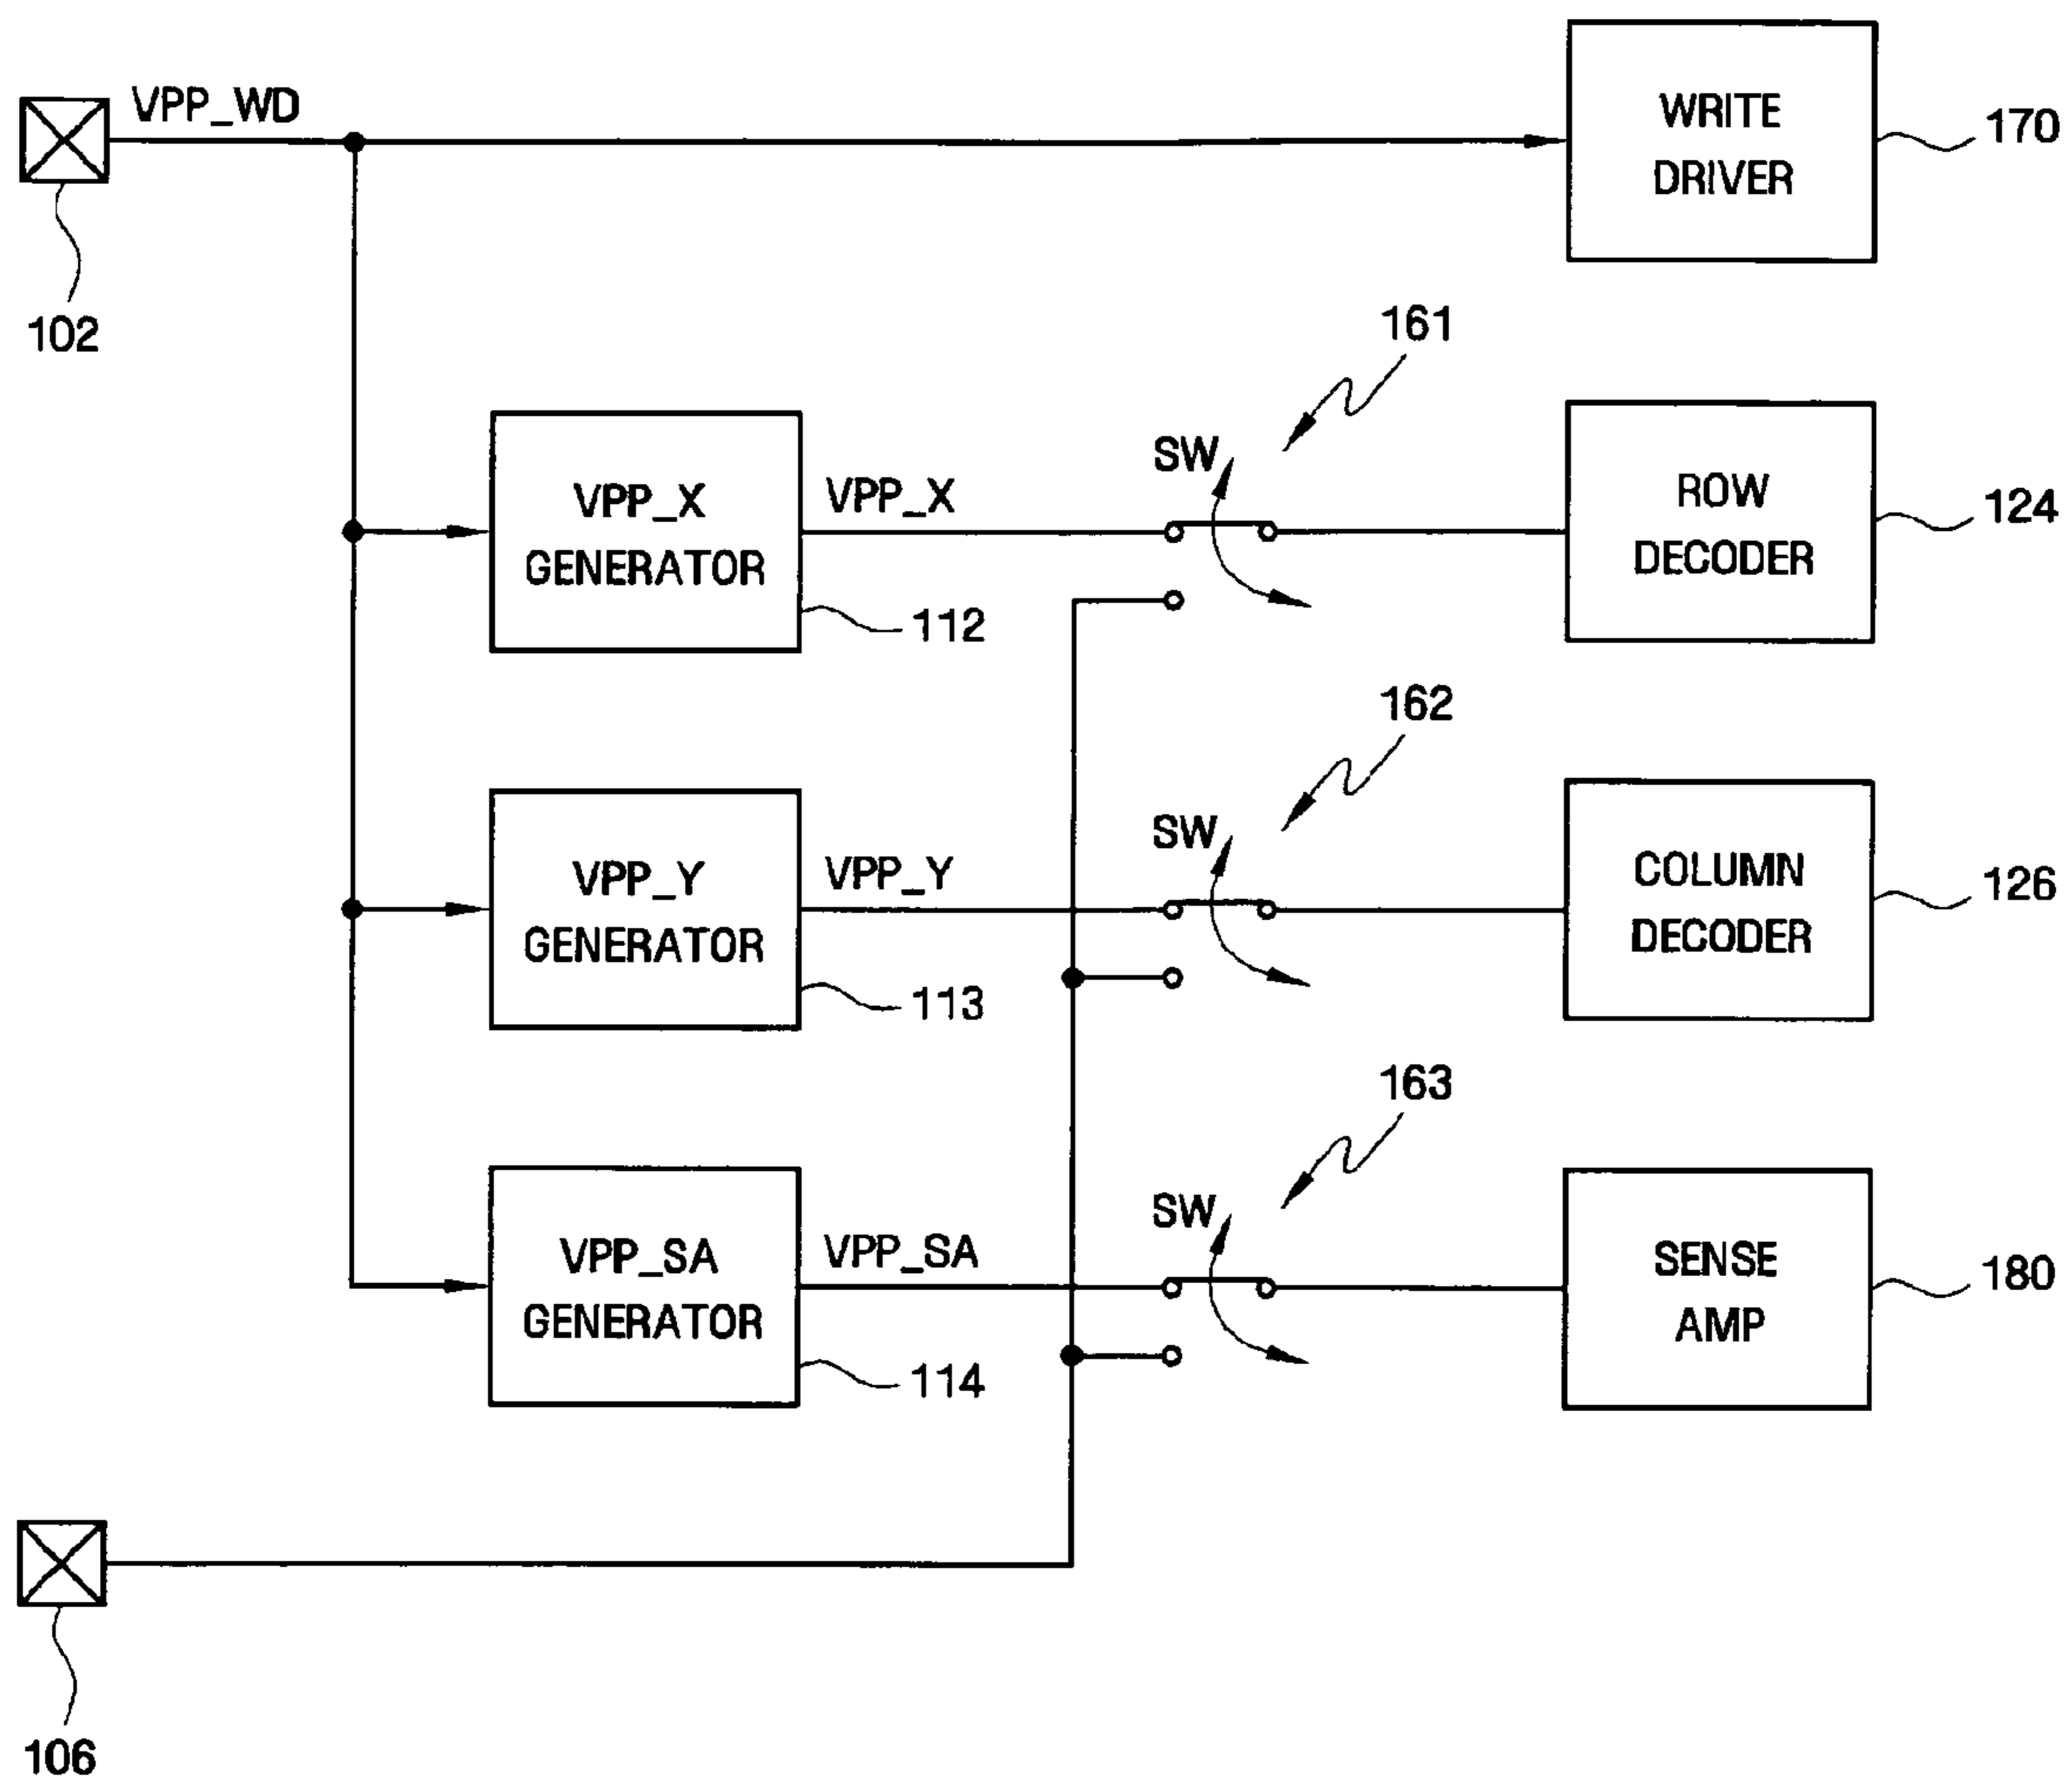 VPP_WD
WRITE
DRIVER
170
102
161
SW
VPP_X
GENERATOR
VPP_X
112
ROW
DECODER
124
162
SW
VPP_Y
GENERATOR
VPP_Y
113
COLUMN
DECODER
126
163
SW
VPP_SA
GENERATOR
VPP_SA
114
SENSE
AMP
180
106